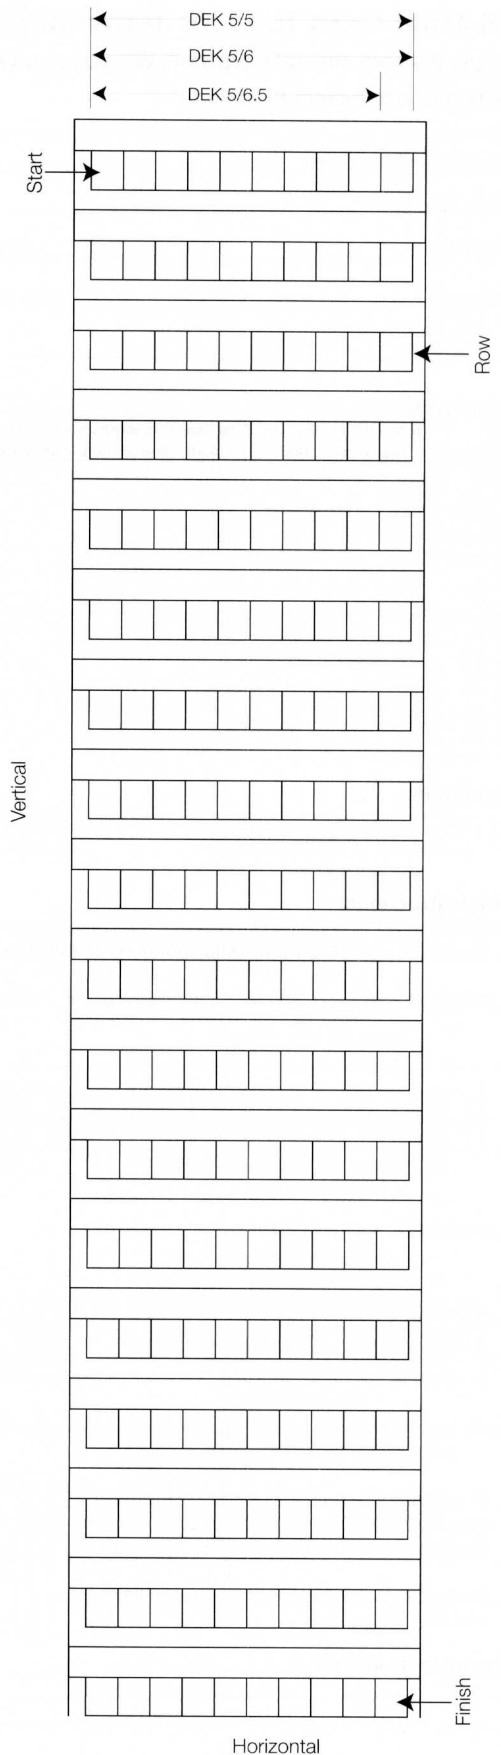 DEK 5/5
DEK 5/6
DEK 5/6.5
Start
Row
Vertical
Finish
Horizontal